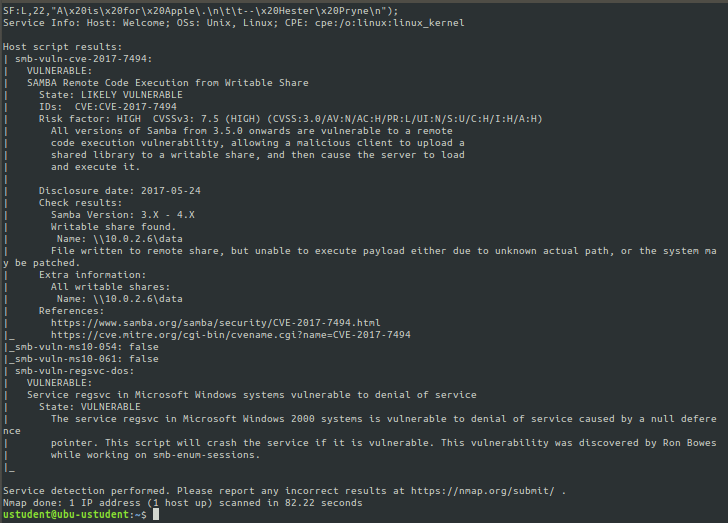 SF:L,22,"A\x20is\x20for\x20Apple\.\n\t\t--\x20Hester\x20Pryne\n");
Service Info: Host: Welcome; OSs: Unix, Linux; CPE: cpe:/o:linux:linux_kernel

Host script results:
| smb-vuln-cve-2017-7494:
|   VULNERABLE:
|   SAMBA Remote Code Execution from Writable Share
|     State: LIKELY VULNERABLE
|     IDs:  CVE:CVE-2017-7494
|     Risk factor: HIGH  CVSSv3: 7.5 (HIGH) (CVSS:3.0/AV:N/AC:H/PR:L/UI:N/S:U/C:H/I:H/A:H)
|       All versions of Samba from 3.5.0 onwards are vulnerable to a remote
|       code execution vulnerability, allowing a malicious client to upload a
|       shared library to a writable share, and then cause the server to load
|       and execute it.
|
|     Disclosure date: 2017-05-24
|     Check results:
|       Samba Version: 3.X - 4.X
|       Writable share found.
|        Name: \\10.0.2.6\data
|       File written to remote share, but unable to execute payload either due to unknown actual path, or the system ma
y be patched.
|     Extra information:
|       All writable shares:
|        Name: \\10.0.2.6\data
|     References:
|       https://www.samba.org/samba/security/CVE-2017-7494.html
|_      https://cve.mitre.org/cgi-bin/cvename.cgi?name=CVE-2017-7494
|_smb-vuln-ms10-054: false
|_smb-vuln-ms10-061: false
| smb-vuln-regsvc-dos:
|   VULNERABLE:
|   Service regsvc in Microsoft Windows systems vulnerable to denial of service
|     State: VULNERABLE
|       The service regsvc in Microsoft Windows 2000 systems is vulnerable to denial of service caused by a null defere
nce
|       pointer. This script will crash the service if it is vulnerable. This vulnerability was discovered by Ron Bowes
|       while working on smb-enum-sessions.
|_

Service detection performed. Please report any incorrect results at https://nmap.org/submit/ .
Nmap done: 1 IP address (1 host up) scanned in 82.22 seconds
ustudent@ubu-ustudent:~$